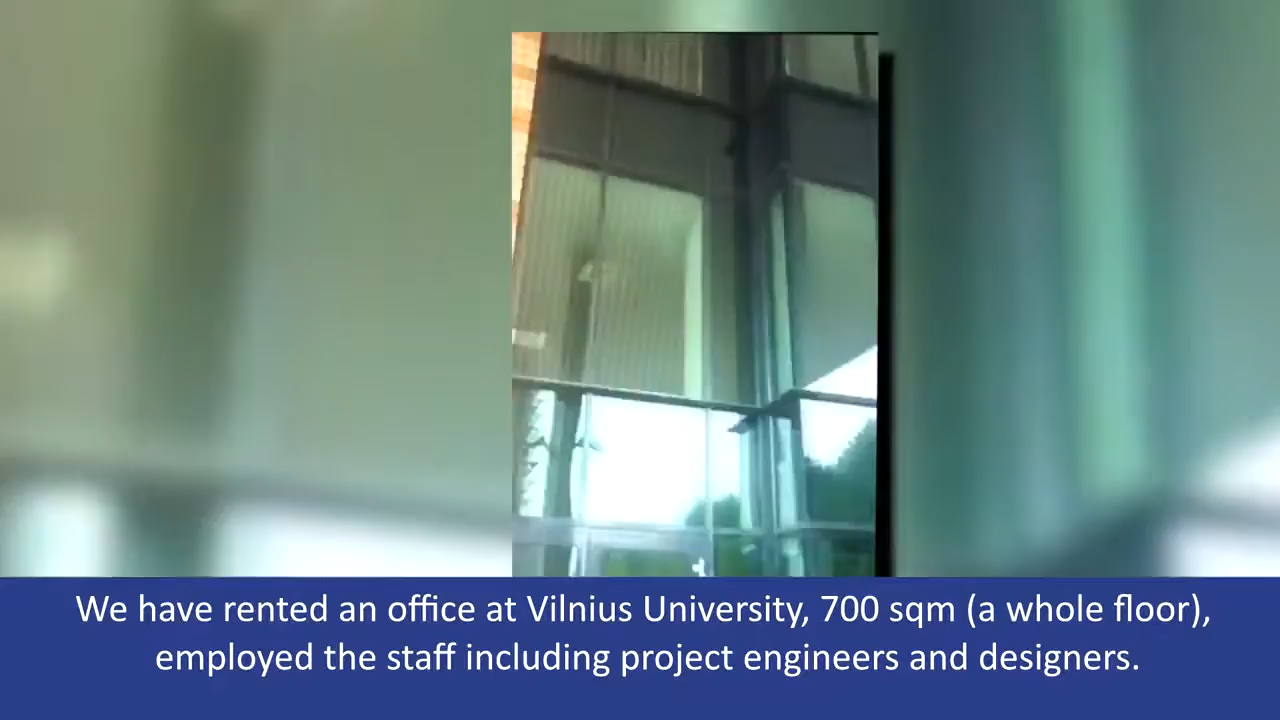 We have rented an office at Vilnius University, 700 sqm (a whole floor),
employed the staff including project engineers and designers.